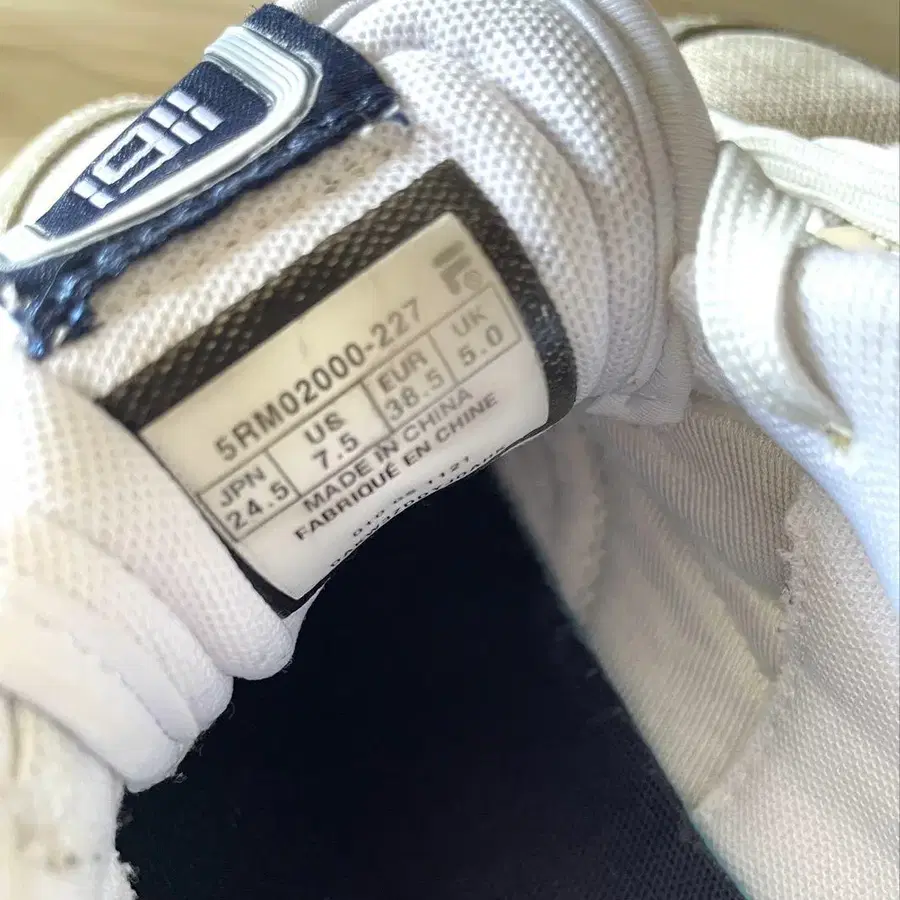 5RM02000-227
JPN US EUR UK
24.5 7.5 38.5 5.0
MADE IN CHINA
FABRIQUÉ EN CHINE